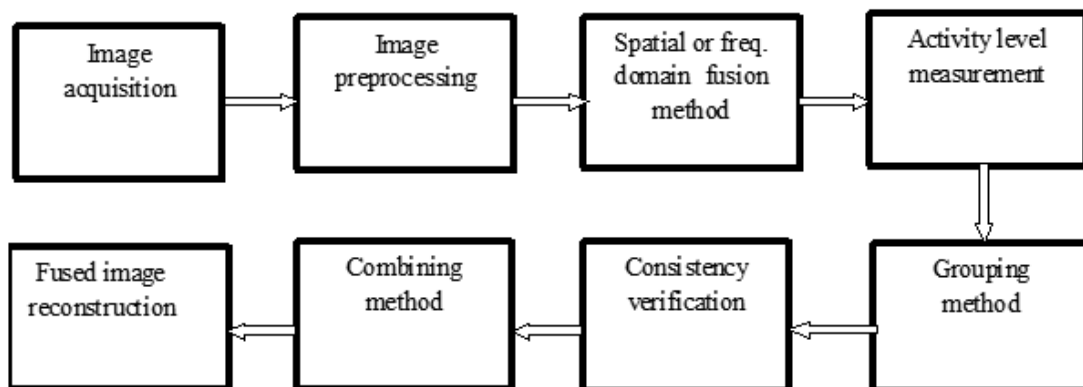 Image
acquisition
Image
preprocessing
Spatial or freq.
domain fusion
method
Activity level
measurement
Fused image
reconstruction
Combining
method
Consistency
verification
Grouping
method